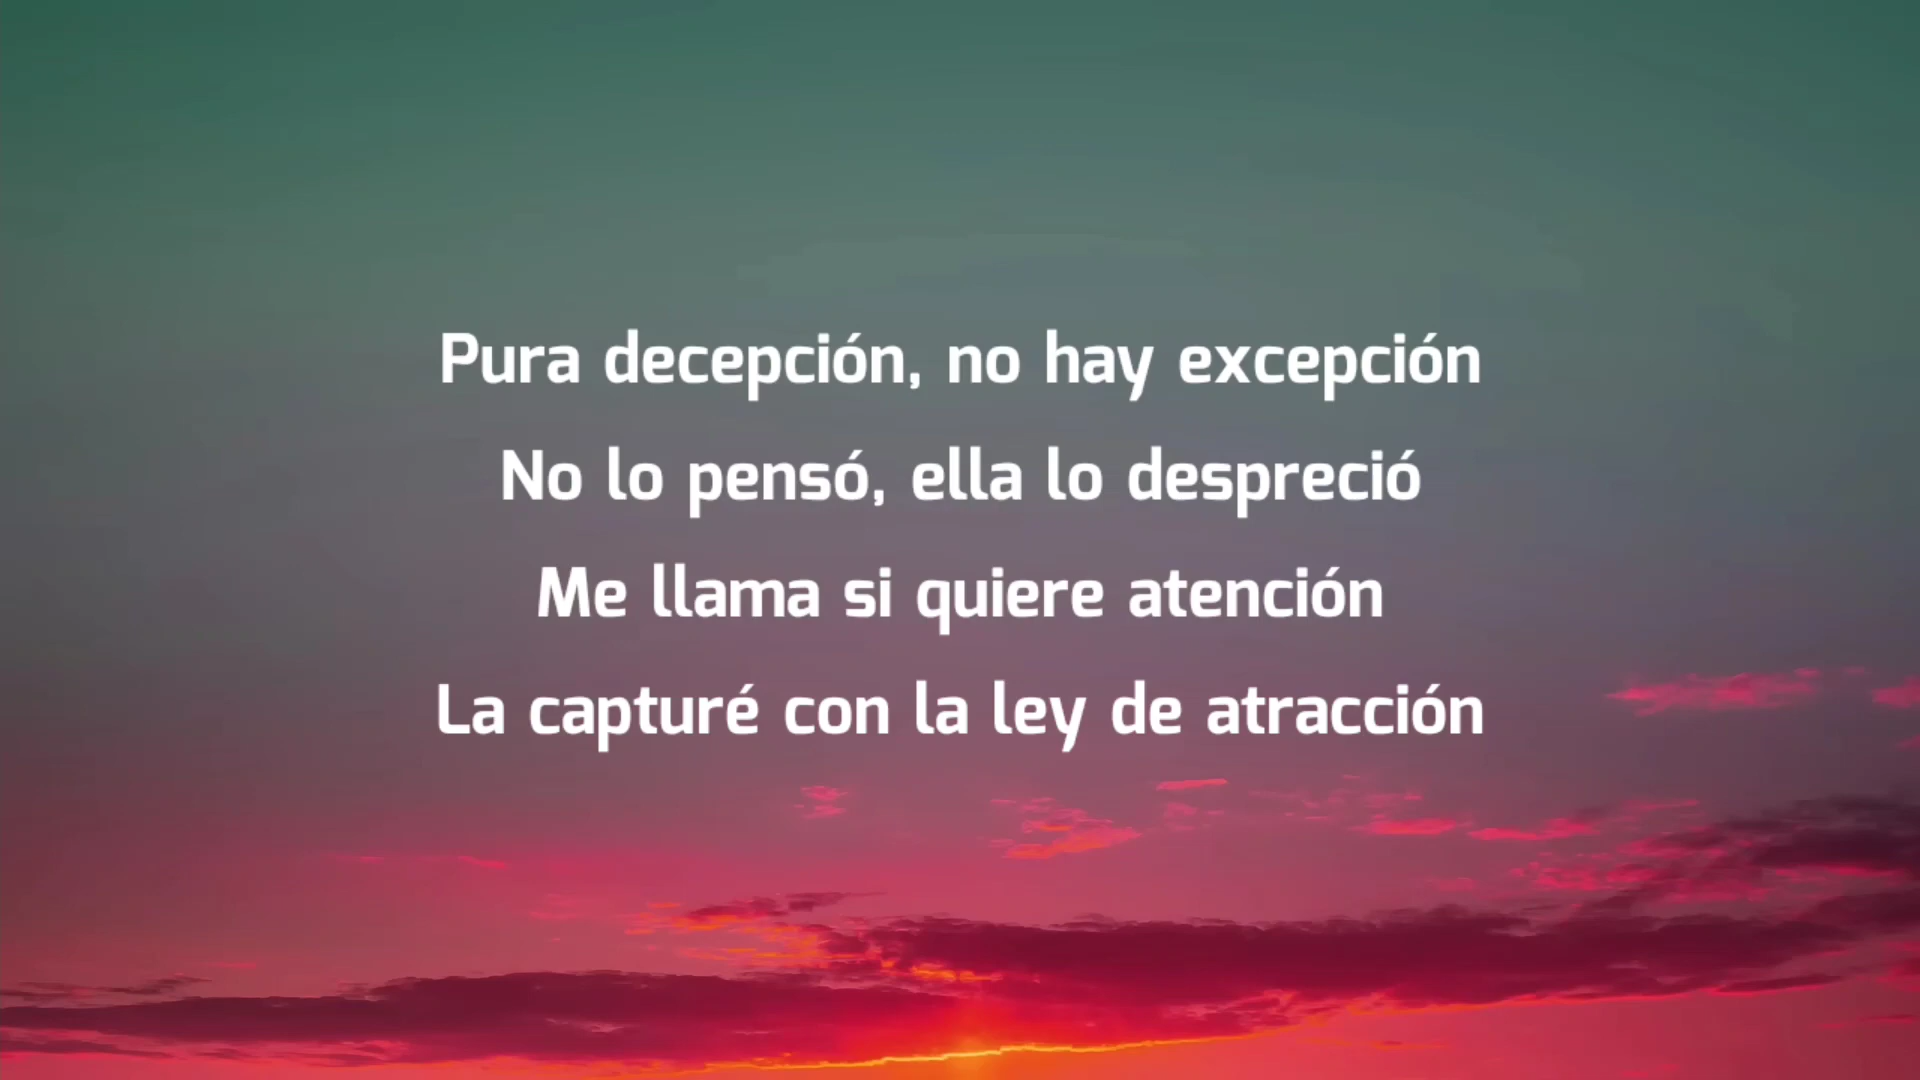 Pura decepción, no hay excepción
No lo pensó, ella lo despreció
Me llama si quiere atención
La capturé con la ley de atracción